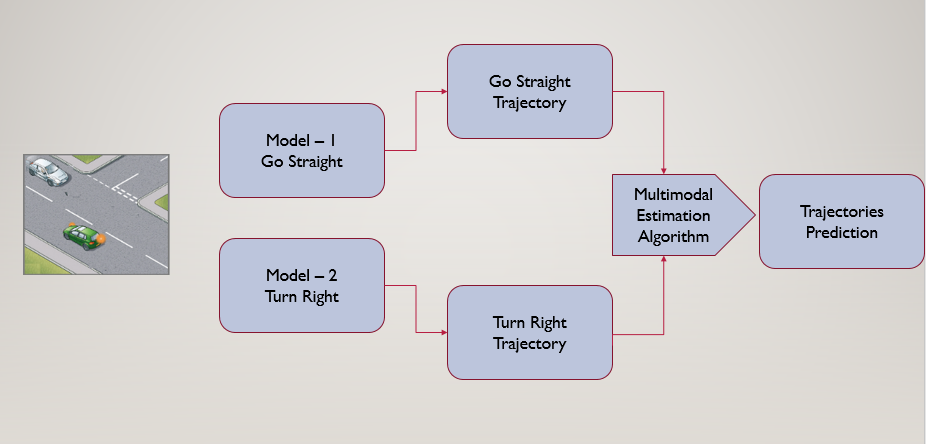 Model – 1
Go Straight
Go Straight
Trajectory
Model – 2
Turn Right
Turn Right
Trajectory
Multimodal
Estimation
Algorithm
Trajectories
Prediction